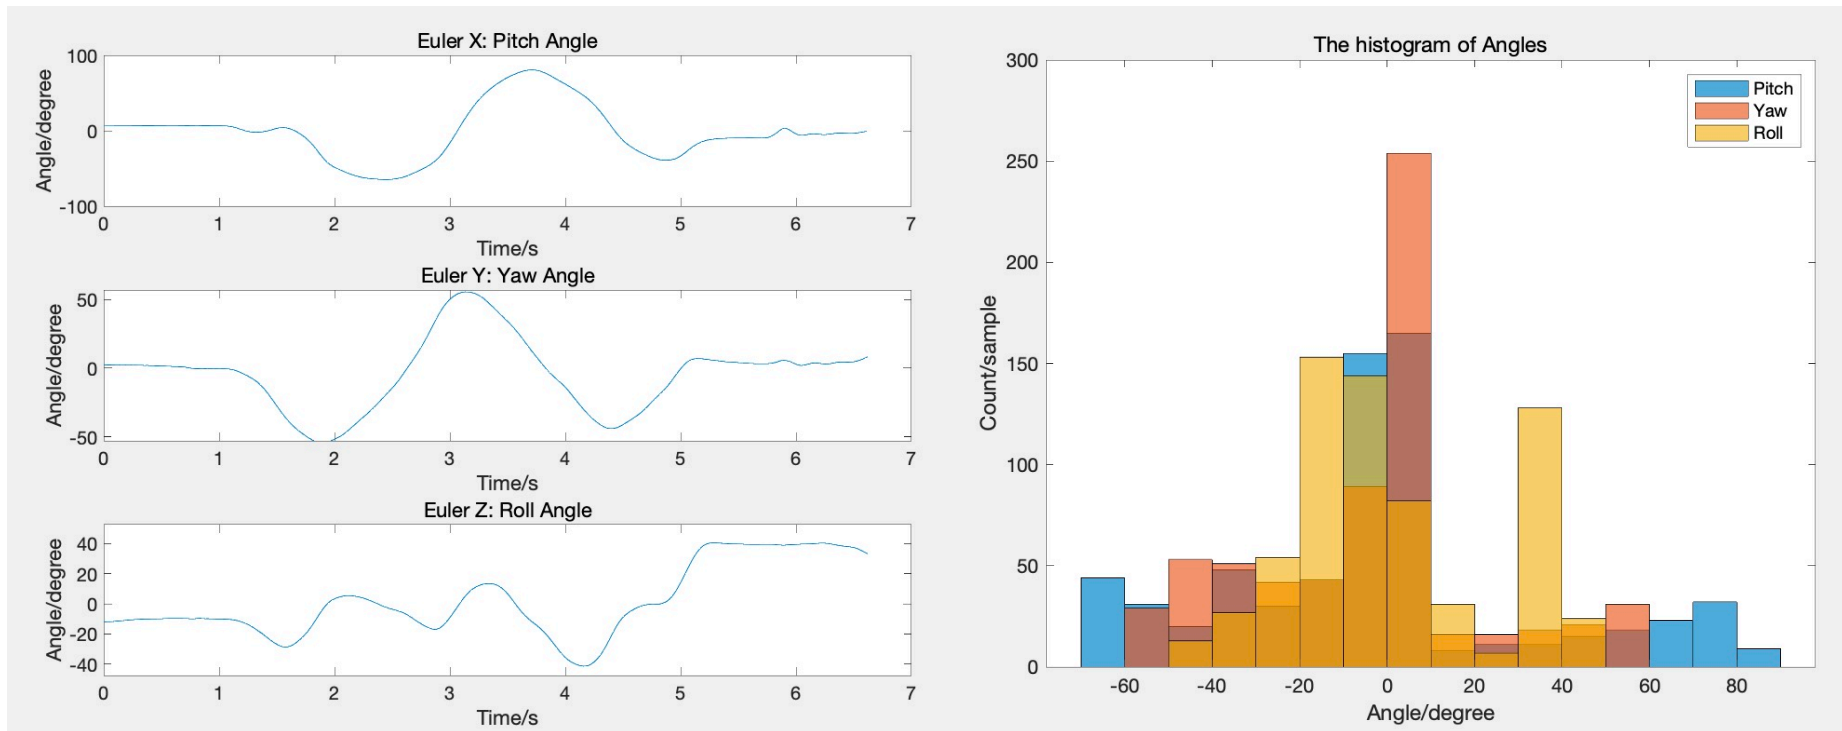 Euler X: Pitch Angle
Angle/degree
100
0
-100
0 1 2 3 4 5 6 7
Time/s
Euler Y: Yaw Angle
Angle/degree
50
0
-50
0 1 2 3 4 5 6 7
Time/s
Euler Z: Roll Angle
Angle/degree
40
20
0
-20
-40
0 1 2 3 4 5 6 7
Time/s
The histogram of Angles
Count/sample
300
250
200
150
100
50
0
-60 -40 -20 0 20 40 60 80
Angle/degree
Pitch
Yaw
Roll